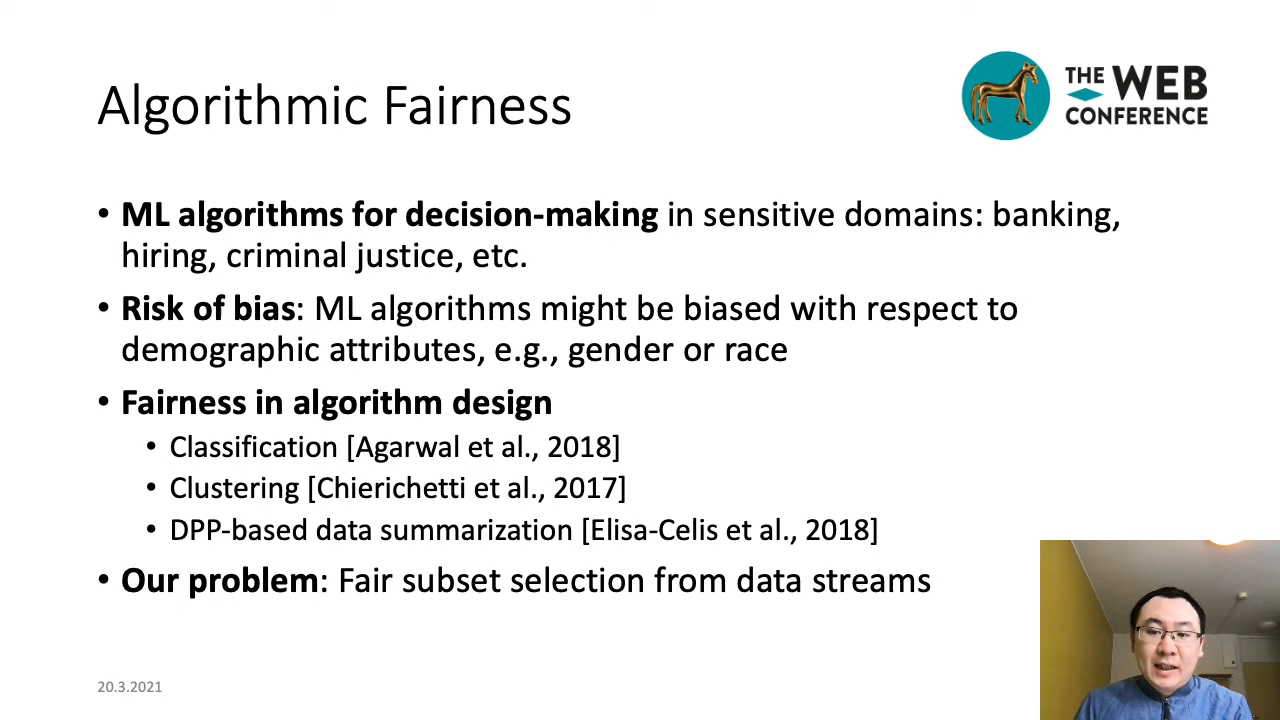 Algorithmic Fairness
THE WEB
CONFERENCE
• ML algorithms for decision-making in sensitive domains: banking,
hiring, criminal justice, etc.
• Risk of bias: ML algorithms might be biased with respect to
demographic attributes, e.g., gender or race
• Fairness in algorithm design
• Classification [Agarwal et al., 2018]
• Clustering [Chierichetti et al., 2017]
• DPP-based data summarization [Elisa-Celis et al., 2018]
• Our problem: Fair subset selection from data streams
20.3.2021